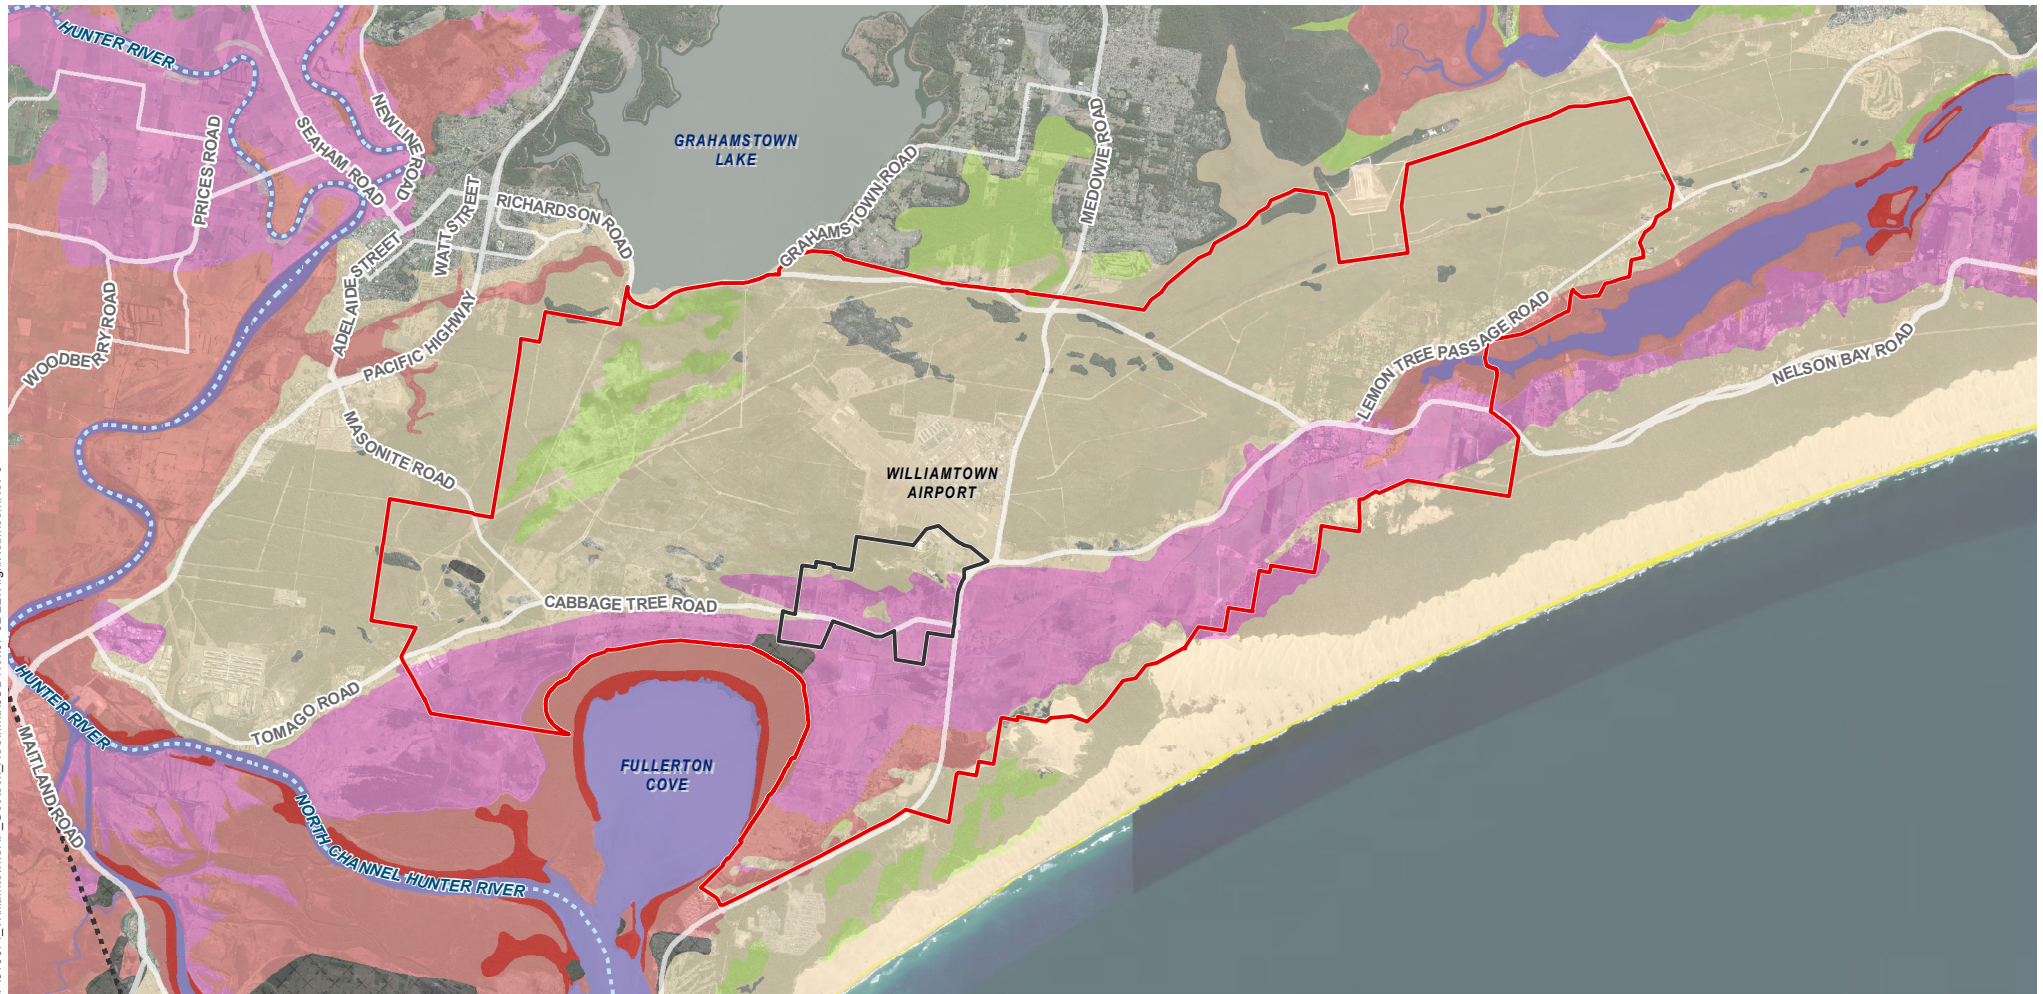 HUNTER RIVER
NEWLINE ROAD
SEAHAM ROAD
PRICES ROAD
GRAHAMSTOWN
LAKE
MEDOWIE ROAD
GRAHAMSTOWN ROAD
WATT STREET
RICHARDSON ROAD
ADELAIDE STREET
WOODBERRY ROAD
PACIFIC HIGHWAY
LEMON TREE PASSAGE ROAD
NELSON BAY ROAD
MASONITE ROAD
WILLIAMTOWN
AIRPORT
CABBAGE TREE ROAD
HUNTER RIVER
TOMAGO ROAD
MAITLAND ROAD
FULLERTON
COVE
NORTH CHANNEL HUNTER RIVER